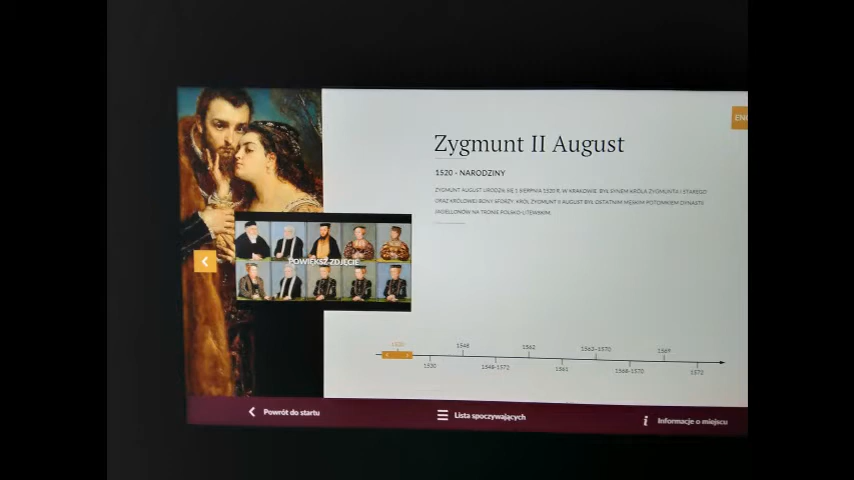 ENG
Zygmunt II August
1520 - NARODZINY
ZYGMUNT AUGUST URODZIŁ SIĘ 1 SIERPNIA 1520 R. W KRAKOWIE. BYŁ SYNEM KRÓLA ZYGMUNTA I STAREGO
ORAZ KRÓLOWEJ BONY SFORZY. KRÓL ZYGMUNT II AUGUST BYŁ OSTATNIM MĘSKIM POTOMKIEM DYNASTII
JAGIELLONÓW NA TRONIE POLSKO-LITEWSKIM.
POWIĘKSZ ZDJĘCIE
1520 1548 1562 1563-1570 1569
1530 1548-1572 1561 1568-1570 1572
Powrót do startu
Lista spoczywających
Informacje o miejscu